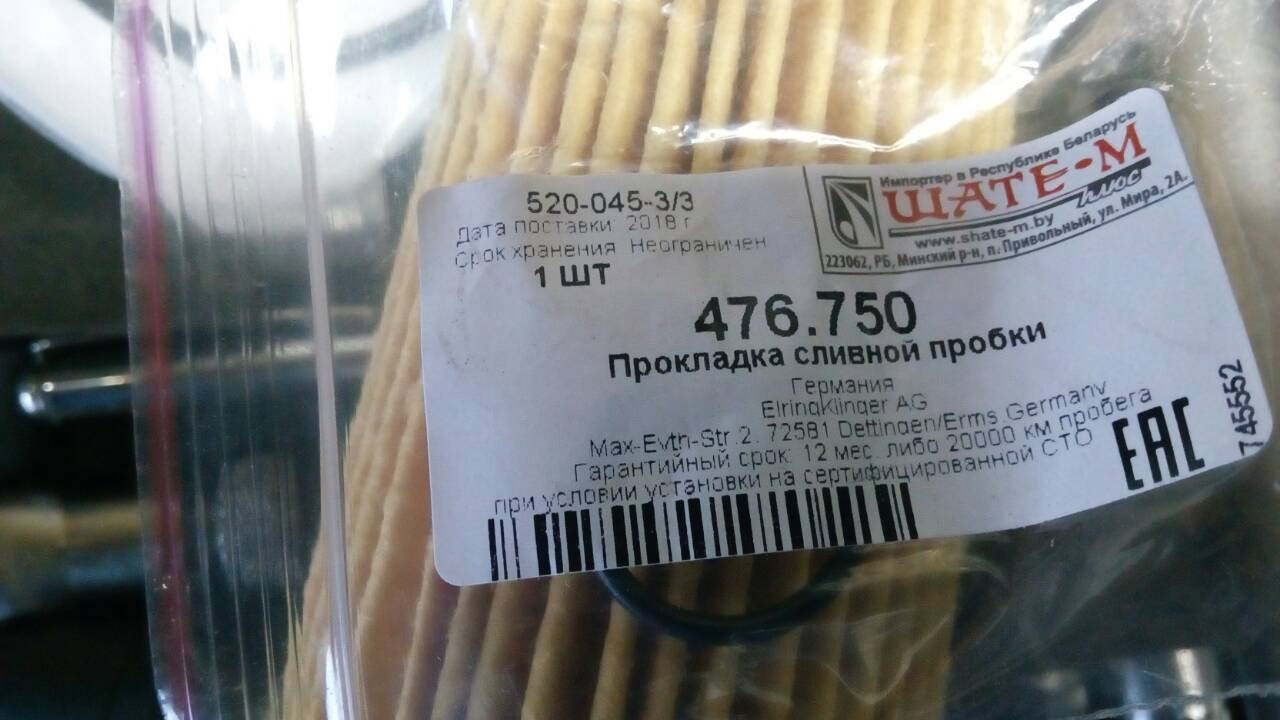 520-045-3/3
Дата поставки: 2018 г
Срок хранения Неограничен
1 ШТ
Импортер в Республике Беларусь
ШАТЕ-М
плюс
www.shate-m.by
223062, РБ, Минский р-н, п. Привольный, ул. Мира, 2А.
476.750
Прокладка сливной пробки
Германия
ElringKlinger AG
Max-Eyth-Str.2. 72581 Dettingen/Erms Germany
Гарантийный срок: 12 мес. либо 20000 км пробега
при условии установки на сертифицированной СТО
EAC
745552